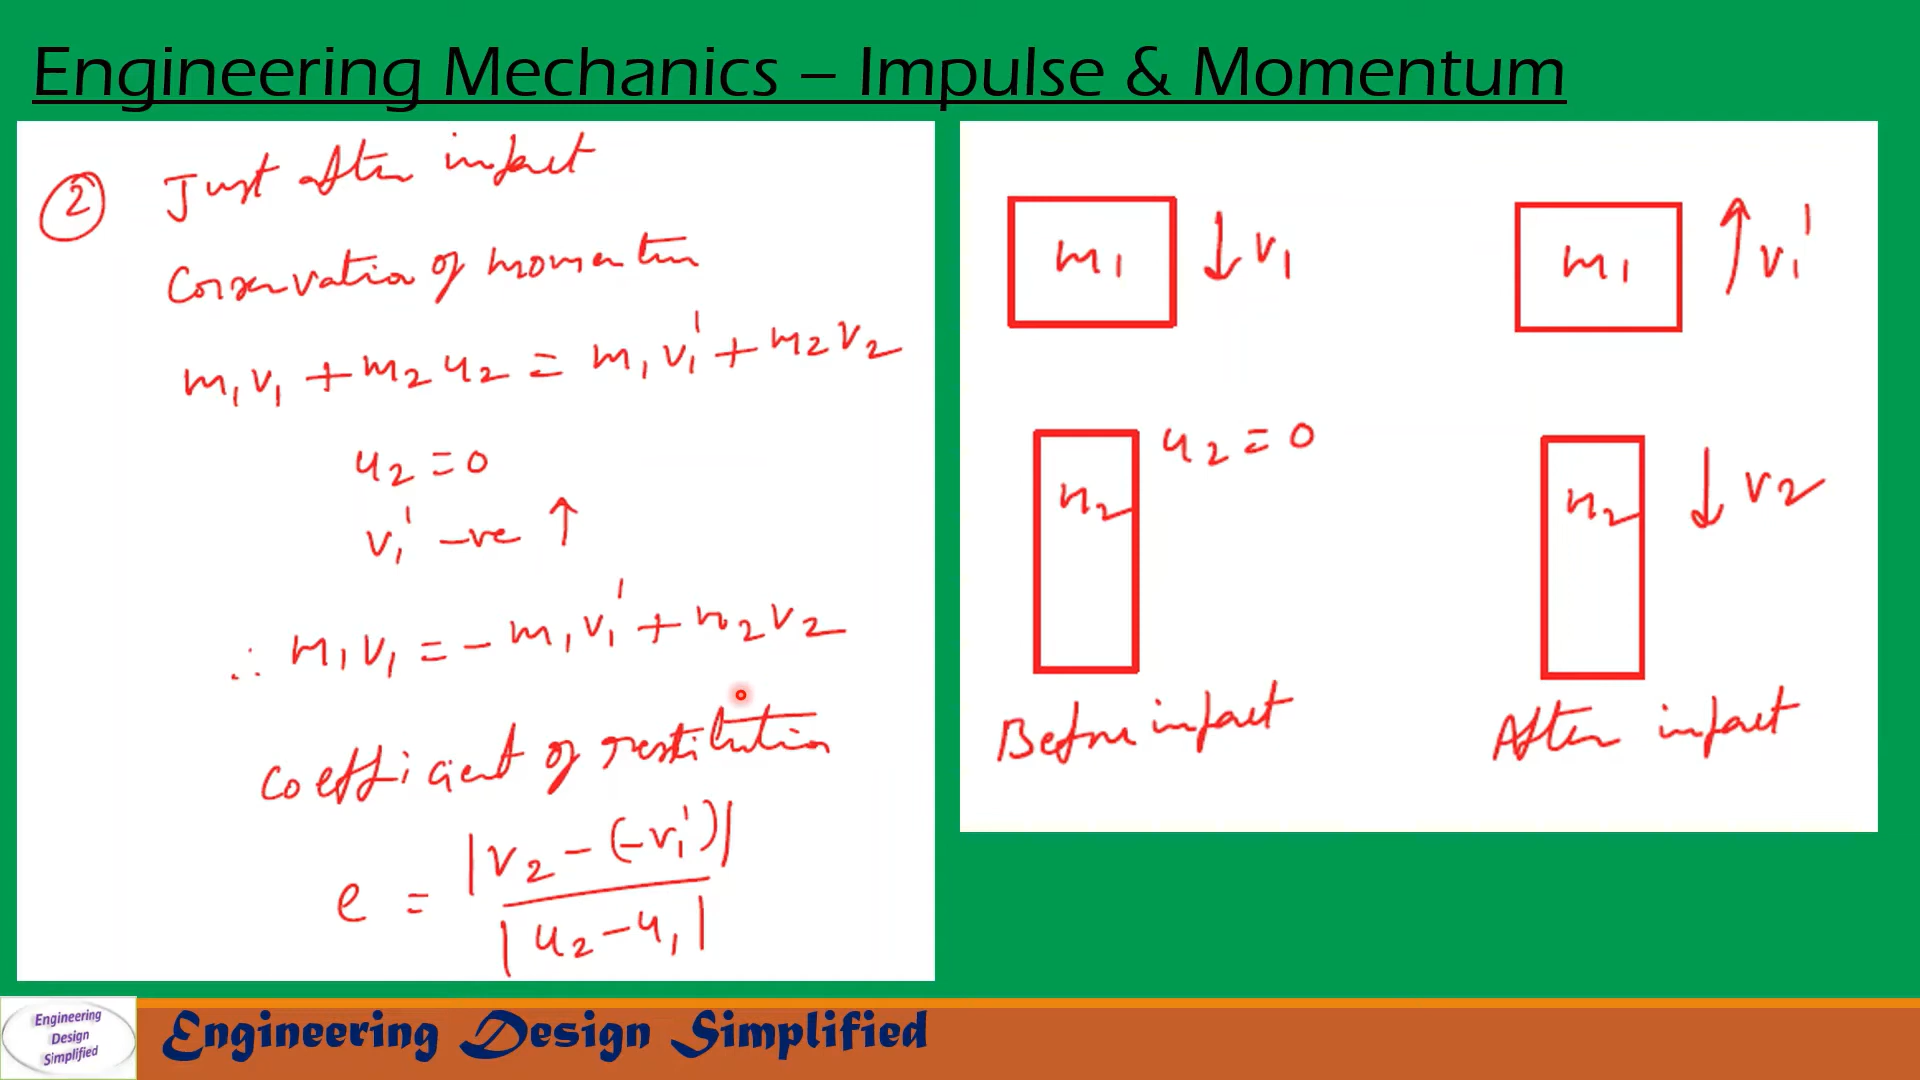 Engineering Mechanics – Impulse & Momentum
② Just after impact
Conservation of momentum
m₁v₁ + m₂u₂ = m₁v₁' + m₂v₂
u₂ = 0
v₁' -ve ↑
∴ m₁v₁ = - m₁v₁' + m₂v₂
coefficient of restitution
e = |v₂ - (-v₁')| / |u₂ - u₁|
m₁ ↓ v₁
m₁ ↑ v₁'
m₂ u₂ = 0
m₂ ↓ v₂
Before impact
After impact
Engineering
Design
Simplified
Engineering Design Simplified